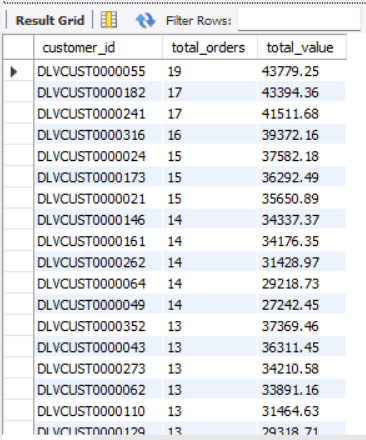 Result Grid Filter Rows:
customer_id total_orders total_value
DLVCUST0000055 19 43779.25
DLVCUST0000182 17 43394.36
DLVCUST0000241 17 41511.68
DLVCUST0000316 16 39372.16
DLVCUST0000024 15 37582.18
DLVCUST0000173 15 36292.49
DLVCUST0000021 15 35650.89
DLVCUST0000146 14 34337.37
DLVCUST0000161 14 34176.35
DLVCUST0000262 14 31428.97
DLVCUST0000064 14 29218.73
DLVCUST0000049 14 27242.45
DLVCUST0000352 13 37369.46
DLVCUST0000043 13 36311.45
DLVCUST0000273 13 34210.58
DLVCUST0000062 13 33891.16
DLVCUST0000110 13 31464.63
DLVCUST0000129 13 29318.71